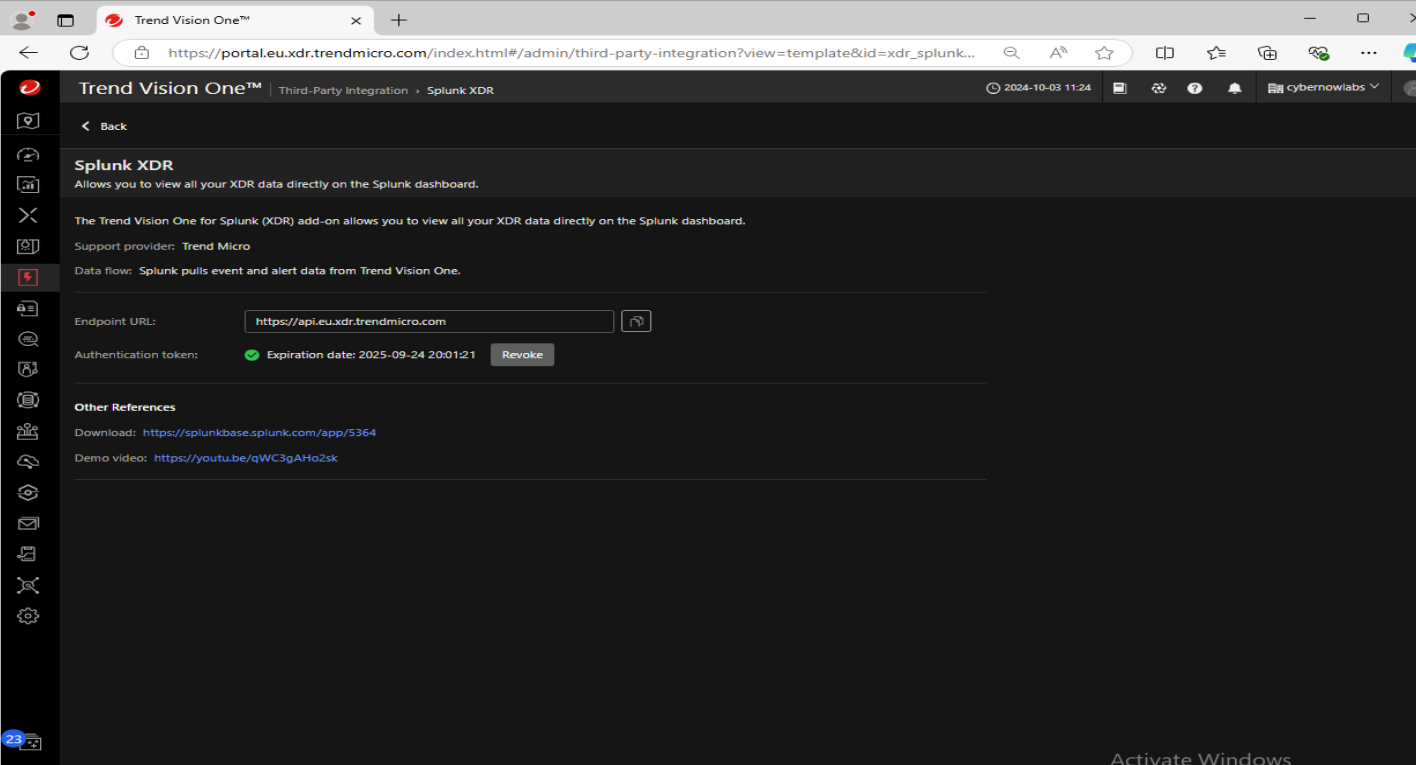 Trend Vision One™
https://portal.eu.xdr.trendmicro.com/index.html#/admin/third-party-integration?view=template&id=xdr_splunk...
Trend Vision One™ | Third-Party Integration › Splunk XDR
2024-10-03 11:24
cybernowlabs
Back
Splunk XDR
Allows you to view all your XDR data directly on the Splunk dashboard.
The Trend Vision One for Splunk (XDR) add-on allows you to view all your XDR data directly on the Splunk dashboard.
Support provider: Trend Micro
Data flow: Splunk pulls event and alert data from Trend Vision One.
Endpoint URL: https://api.eu.xdr.trendmicro.com
Authentication token: Expiration date: 2025-09-24 20:01:21 Revoke
Other References
Download: https://splunkbase.splunk.com/app/5364
Demo video: https://youtu.be/qWC3gAHo2sk
23
Activate Windows